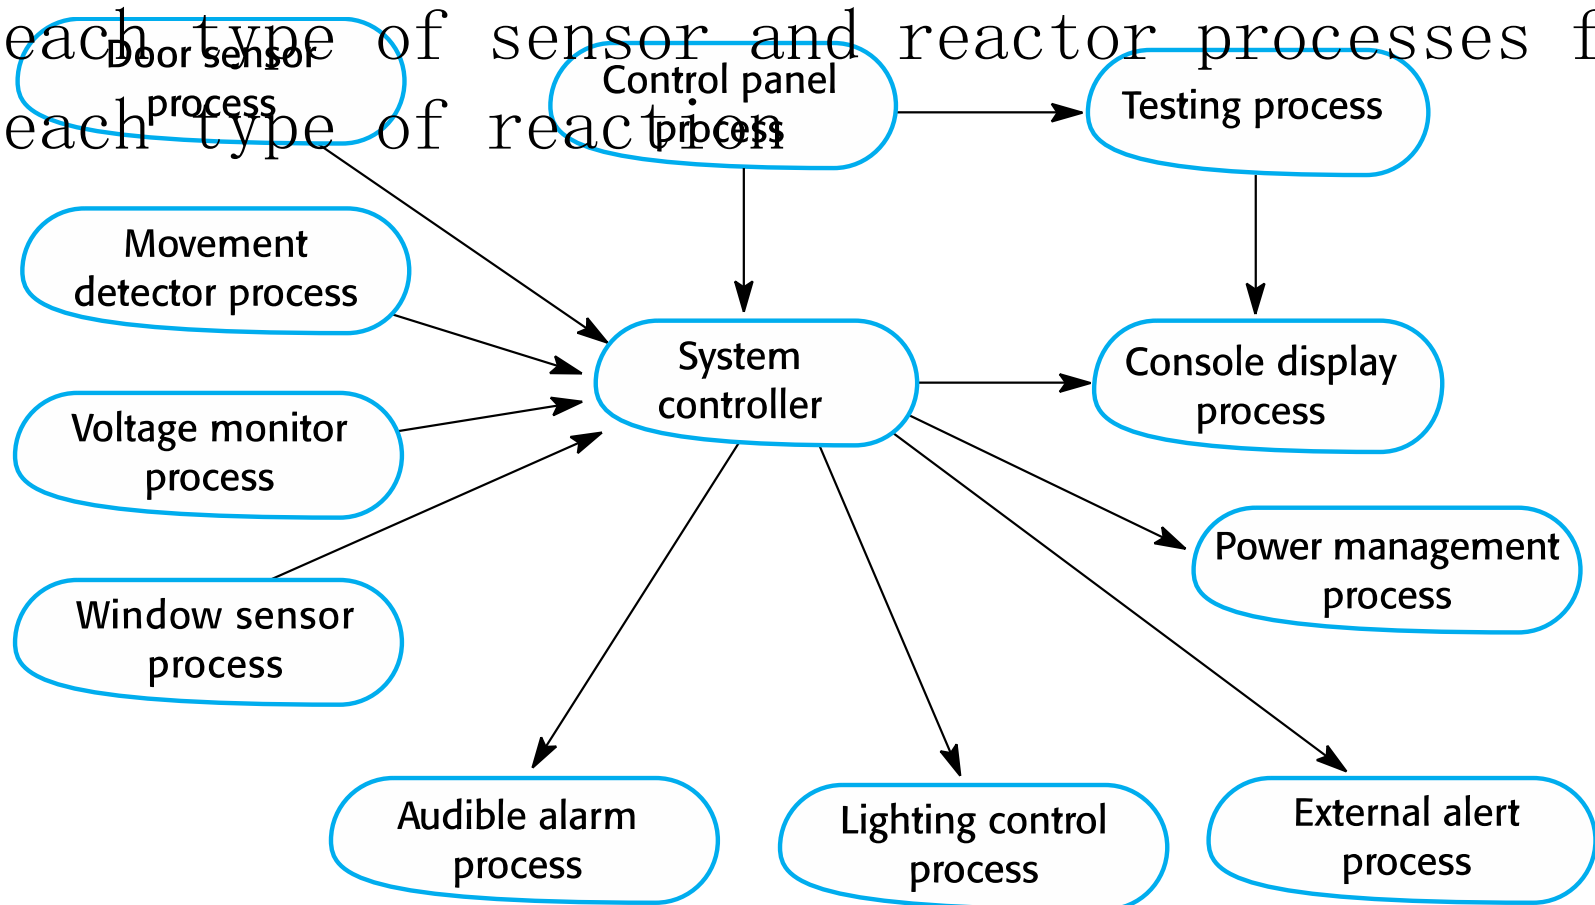 each type of sensor and reactor processes f
each type of reaction
Door sensor
process
Control panel
process
Testing process
Movement
detector process
System
controller
Console display
process
Voltage monitor
process
Power management
process
Window sensor
process
Audible alarm
process
Lighting control
process
External alert
process